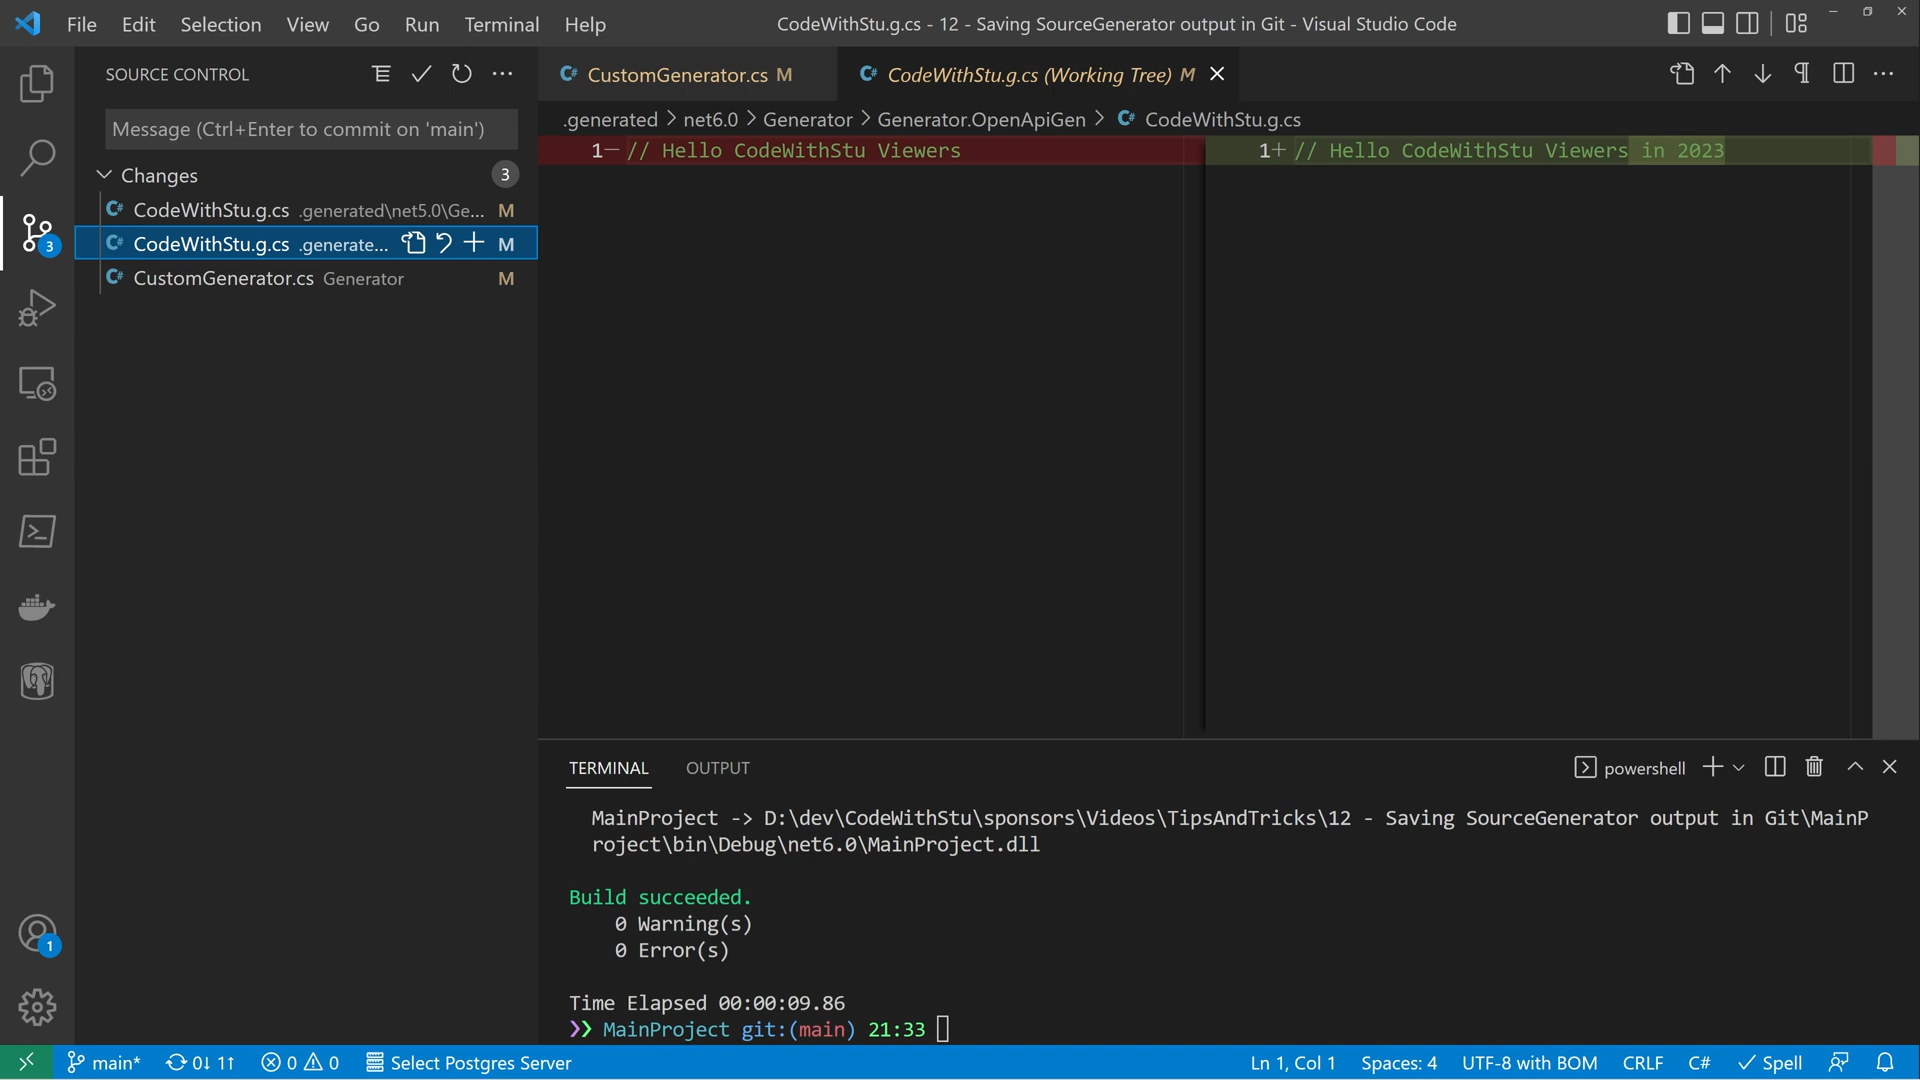 File Edit Selection View Go Run Terminal Help
CodeWithStu.g.cs - 12 - Saving SourceGenerator output in Git - Visual Studio Code
SOURCE CONTROL
CustomGenerator.cs M
CodeWithStu.g.cs (Working Tree) M
Message (Ctrl+Enter to commit on 'main')
.generated > net6.0 > Generator > Generator.OpenApiGen > CodeWithStu.g.cs
1− // Hello CodeWithStu Viewers
1+ // Hello CodeWithStu Viewers in 2023
Changes 3
CodeWithStu.g.cs .generated\net5.0\Ge... M
CodeWithStu.g.cs .generate... M
CustomGenerator.cs Generator M
3
TERMINAL OUTPUT
powershell
MainProject -> D:\dev\CodeWithStu\sponsors\Videos\TipsAndTricks\12 - Saving SourceGenerator output in Git\MainP
roject\bin\Debug\net6.0\MainProject.dll
Build succeeded.
0 Warning(s)
0 Error(s)
Time Elapsed 00:00:09.86
❯❯ MainProject git:(main) 21:33
1
main* 0↓ 1↑ 0 0 Select Postgres Server
Ln 1, Col 1 Spaces: 4 UTF-8 with BOM CRLF C# Spell